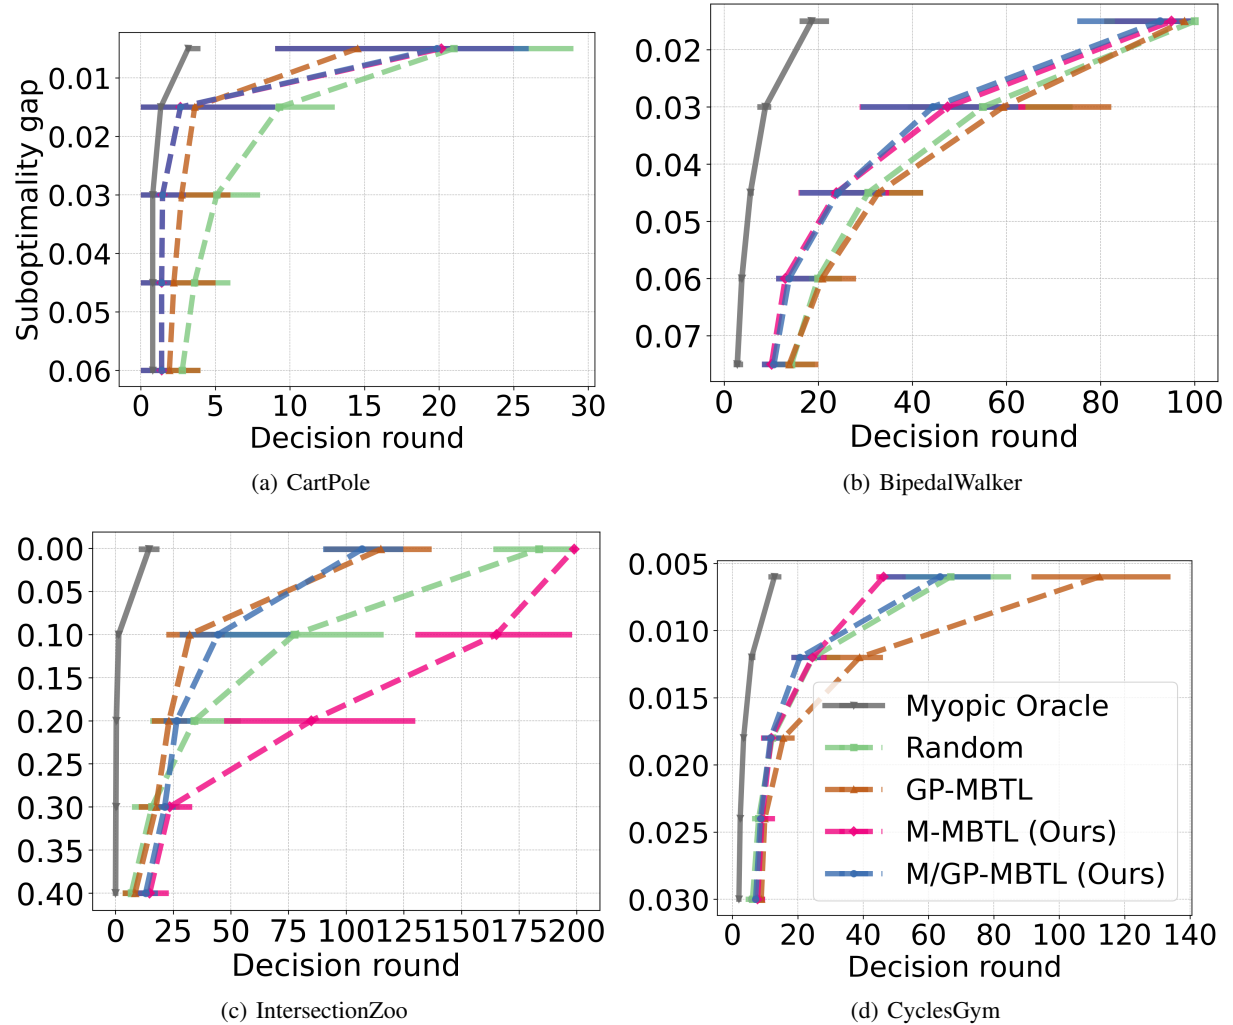 Suboptimality gap
0.01
0.02
0.03
0.04
0.05
0.06
0 5 10 15 20 25 30
Decision round
(a) CartPole
0.02
0.03
0.04
0.05
0.06
0.07
0 20 40 60 80 100
Decision round
(b) BipedalWalker
0.00
0.05
0.10
0.15
0.20
0.25
0.30
0.35
0.40
0 25 50 75 100 125 150 175 200
Decision round
(c) IntersectionZoo
0.005
0.010
0.015
0.020
0.025
0.030
Myopic Oracle
Random
GP-MBTL
M-MBTL (Ours)
M/GP-MBTL (Ours)
0 20 40 60 80 100 120 140
Decision round
(d) CyclesGym